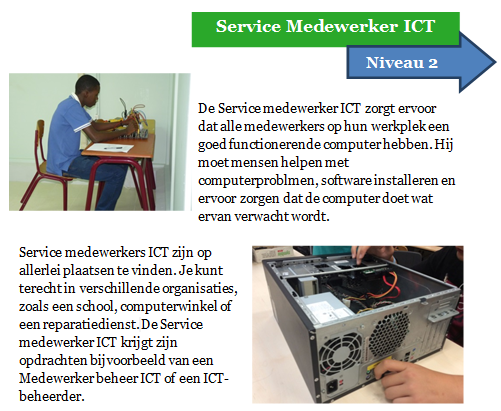 Service Medewerker ICT
Niveau 2
De Service medewerker ICT zorgt ervoor
dat alle medewerkers op hun werkplek een
goed functionerende computer hebben. Hij
moet mensen helpen met
computerproblmen, software installeren en
ervoor zorgen dat de computer doet wat
ervan verwacht wordt.
Service medewerkers ICT zijn op
allerlei plaatsen te vinden. Je kunt
terecht in verschillende organisaties,
zoals een school, computerwinkel of
een reparatiedienst. De Service
medewerker ICT krijgt zijn
opdrachten bijvoorbeeld van een
Medewerker beheer ICT of een ICT-
beheerder.